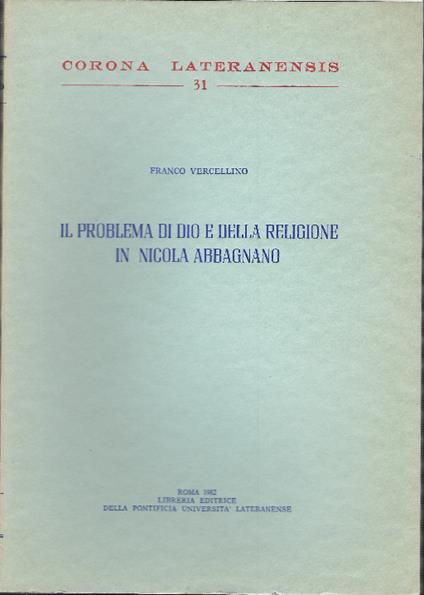 CORONA LATERANENSIS
31
FRANCO VERCELLINO
IL PROBLEMA DI DIO E DELLA RELIGIONE
IN NICOLA ABBAGNANO
ROMA 1982
LIBRERIA EDITRICE
DELLA PONTIFICIA UNIVERSITA' LATERANENSE